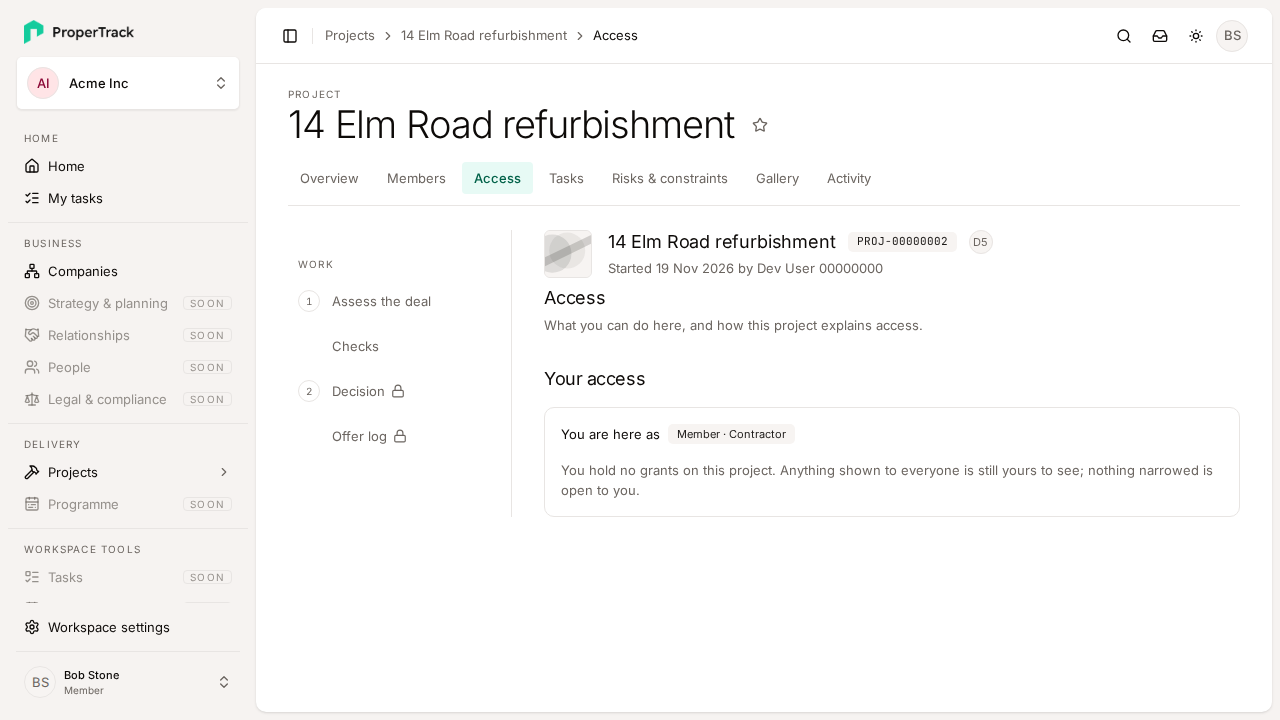 ProperTrack
AI
Acme Inc
HOME
Home
My tasks
BUSINESS
Companies
Strategy & planning SOON
Relationships SOON
People SOON
Legal & compliance SOON
DELIVERY
Projects
Programme SOON
WORKSPACE TOOLS
Tasks SOON
Workspace settings
BS
Bob Stone
Member
Projects > 14 Elm Road refurbishment > Access
BS
PROJECT
14 Elm Road refurbishment
Overview Members Access Tasks Risks & constraints Gallery Activity
WORK
1 Assess the deal
Checks
2 Decision
Offer log
14 Elm Road refurbishment PROJ-00000002 D5
Started 19 Nov 2026 by Dev User 00000000
Access
What you can do here, and how this project explains access.
Your access
You are here as Member · Contractor
You hold no grants on this project. Anything shown to everyone is still yours to see; nothing narrowed is
open to you.